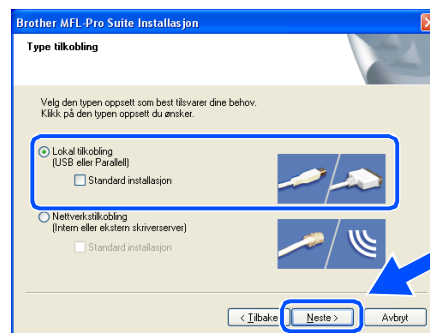 Brother MFL-Pro Suite Installasjon
Type tilkobling
Velg den typen oppsett som best tilsvarer dine behov.
Klikk på den typen oppsett du ønsker.
Lokal tilkobling
(USB eller Parallell)
Standard installasjon
Nettverkstilkobling
(Intern eller ekstern skriverserver)
Standard installasjon
< Tilbake
Neste >
Avbryt